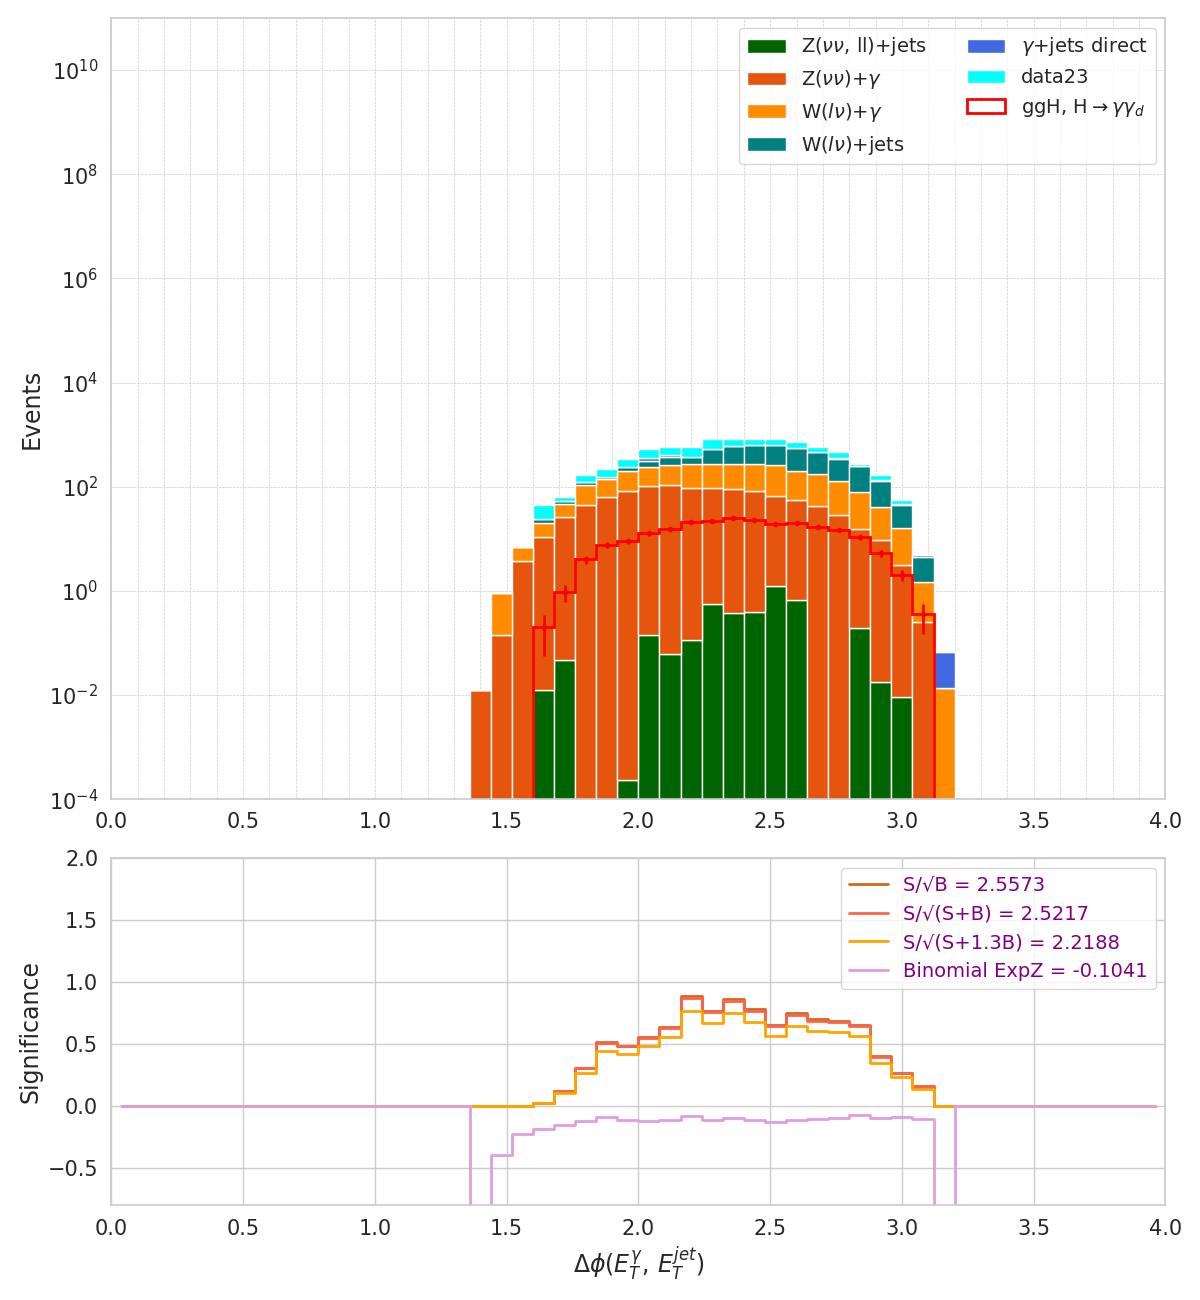 Z(νν, ll)+jets
Z(νν)+γ
W(lν)+γ
W(lν)+jets
γ+jets direct
data23
ggH, H → γγ_d
Events
10^10
10^8
10^6
10^4
10^2
10^0
10^−2
10^−4
0.0 0.5 1.0 1.5 2.0 2.5 3.0 3.5 4.0
S/√B = 2.5573
S/√(S+B) = 2.5217
S/√(S+1.3B) = 2.2188
Binomial ExpZ = -0.1041
Significance
2.0
1.5
1.0
0.5
0.0
−0.5
0.0 0.5 1.0 1.5 2.0 2.5 3.0 3.5 4.0
Δϕ(E_T^γ, E_T^jet)